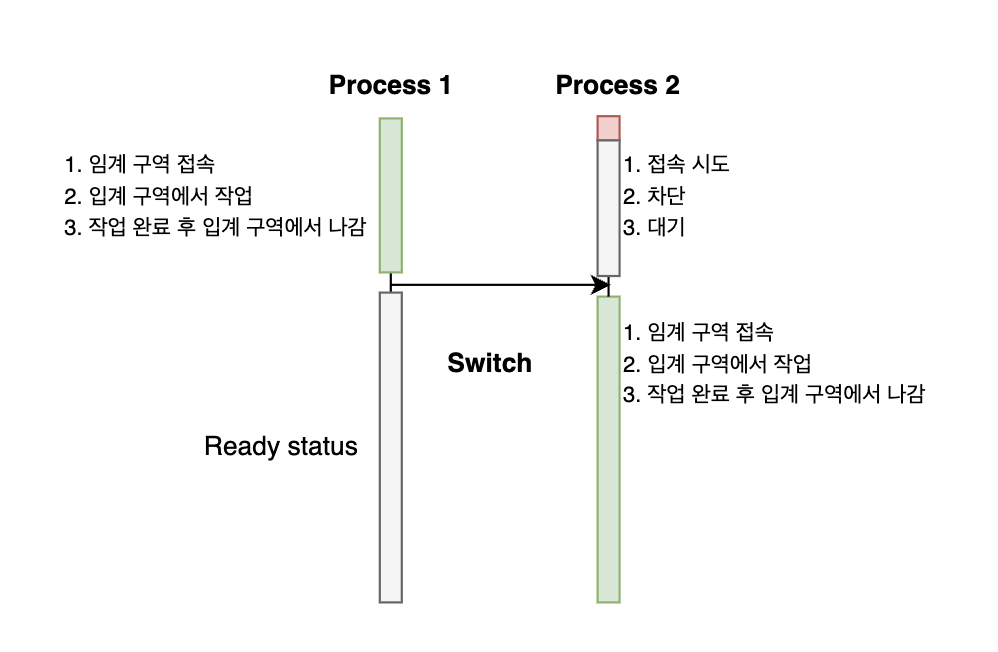 Process 1
Process 2
1. 임계 구역 접속
2. 입계 구역에서 작업
3. 작업 완료 후 입계 구역에서 나감
1. 접속 시도
2. 차단
3. 대기
Switch
1. 임계 구역 접속
2. 입계 구역에서 작업
3. 작업 완료 후 입계 구역에서 나감
Ready status